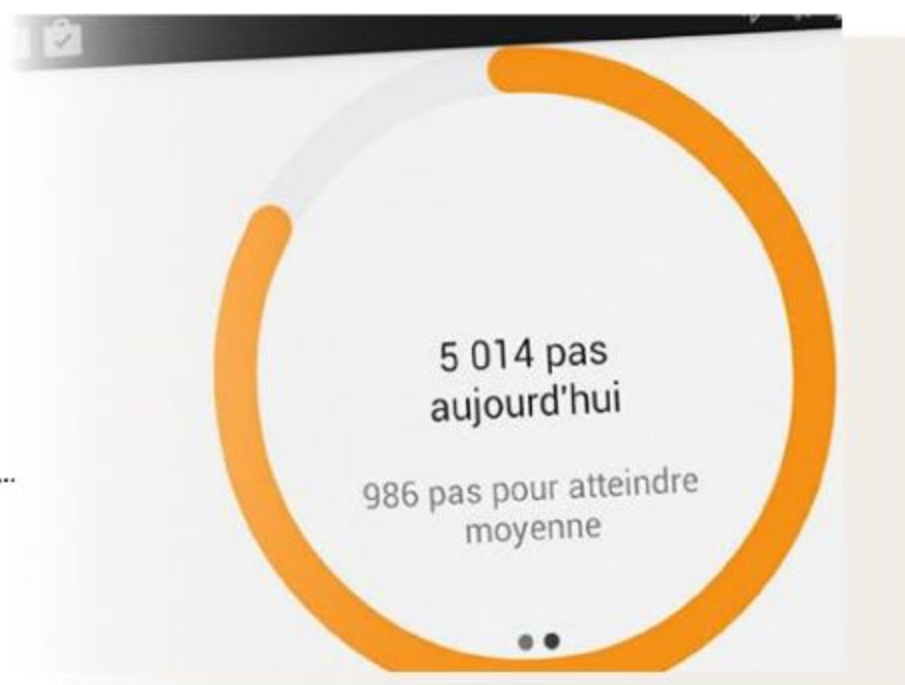 5 014 pas
aujourd'hui
986 pas pour atteindre
moyenne
...